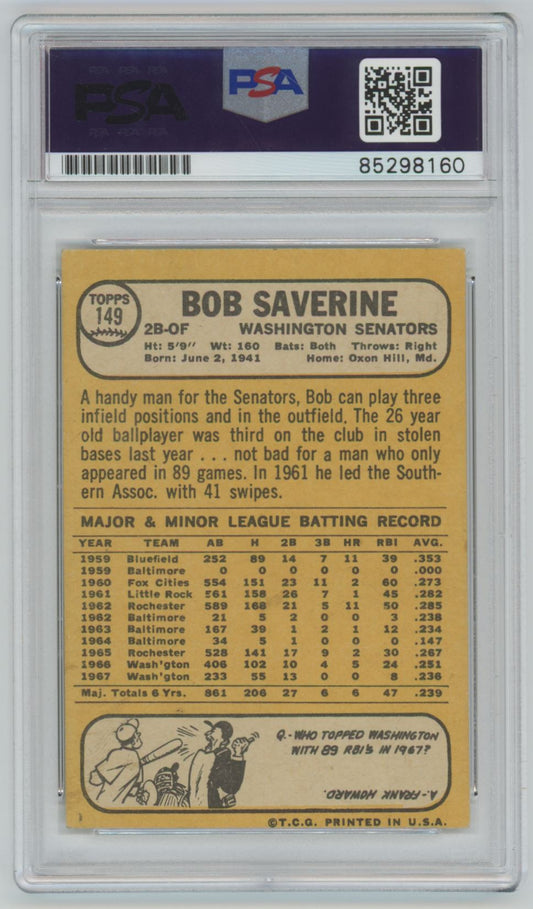 PSA
PSA PSA PSA
PSA
PSA PSA PSA
85298160
TOPPS
149
BOB SAVERINE
2B-OF WASHINGTON SENATORS
Ht: 5'9" Wt: 160 Bats: Both Throws: Right
Born: June 2, 1941 Home: Oxon Hill, Md.
A handy man for the Senators, Bob can play three
infield positions and in the outfield. The 26 year
old ballplayer was third on the club in stolen
bases last year . . . not bad for a man who only
appeared in 89 games. In 1961 he led the South-
ern Assoc. with 41 swipes.
MAJOR & MINOR LEAGUE BATTING RECORD
YEAR TEAM AB H 2B 3B HR RBI AVG.
1959 Bluefield 252 89 14 7 11 39 .353
1959 Baltimore 0 0 0 0 0 0 .000
1960 Fox Cities 554 151 23 11 2 60 .273
1961 Little Rock 561 158 26 7 1 45 .282
1962 Rochester 589 168 21 5 11 50 .285
1962 Baltimore 21 5 2 0 0 3 .238
1963 Baltimore 167 39 1 2 1 12 .234
1964 Baltimore 34 5 1 0 0 0 .147
1965 Rochester 528 141 17 9 2 30 .267
1966 Wash'gton 406 102 10 4 5 24 .251
1967 Wash'gton 233 55 13 0 0 8 .236
Maj. Totals 6 Yrs. 861 206 27 6 6 47 .239
Q.-WHO TOPPED WASHINGTON
WITH 89 RBI'S IN 1967?
A.-FRANK HOWARD.
©T.C.G. PRINTED IN U.S.A.